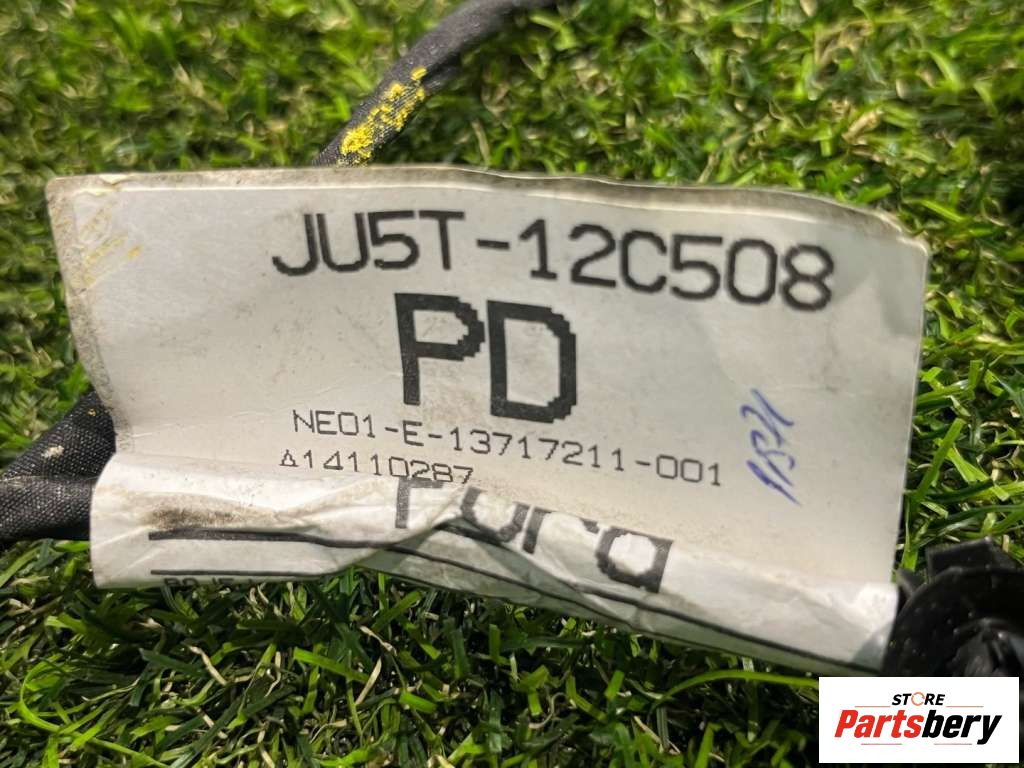 JU5T-12C508
PD
NE01-E-13717211-001
A14110287
Ford
STORE
Partsbery